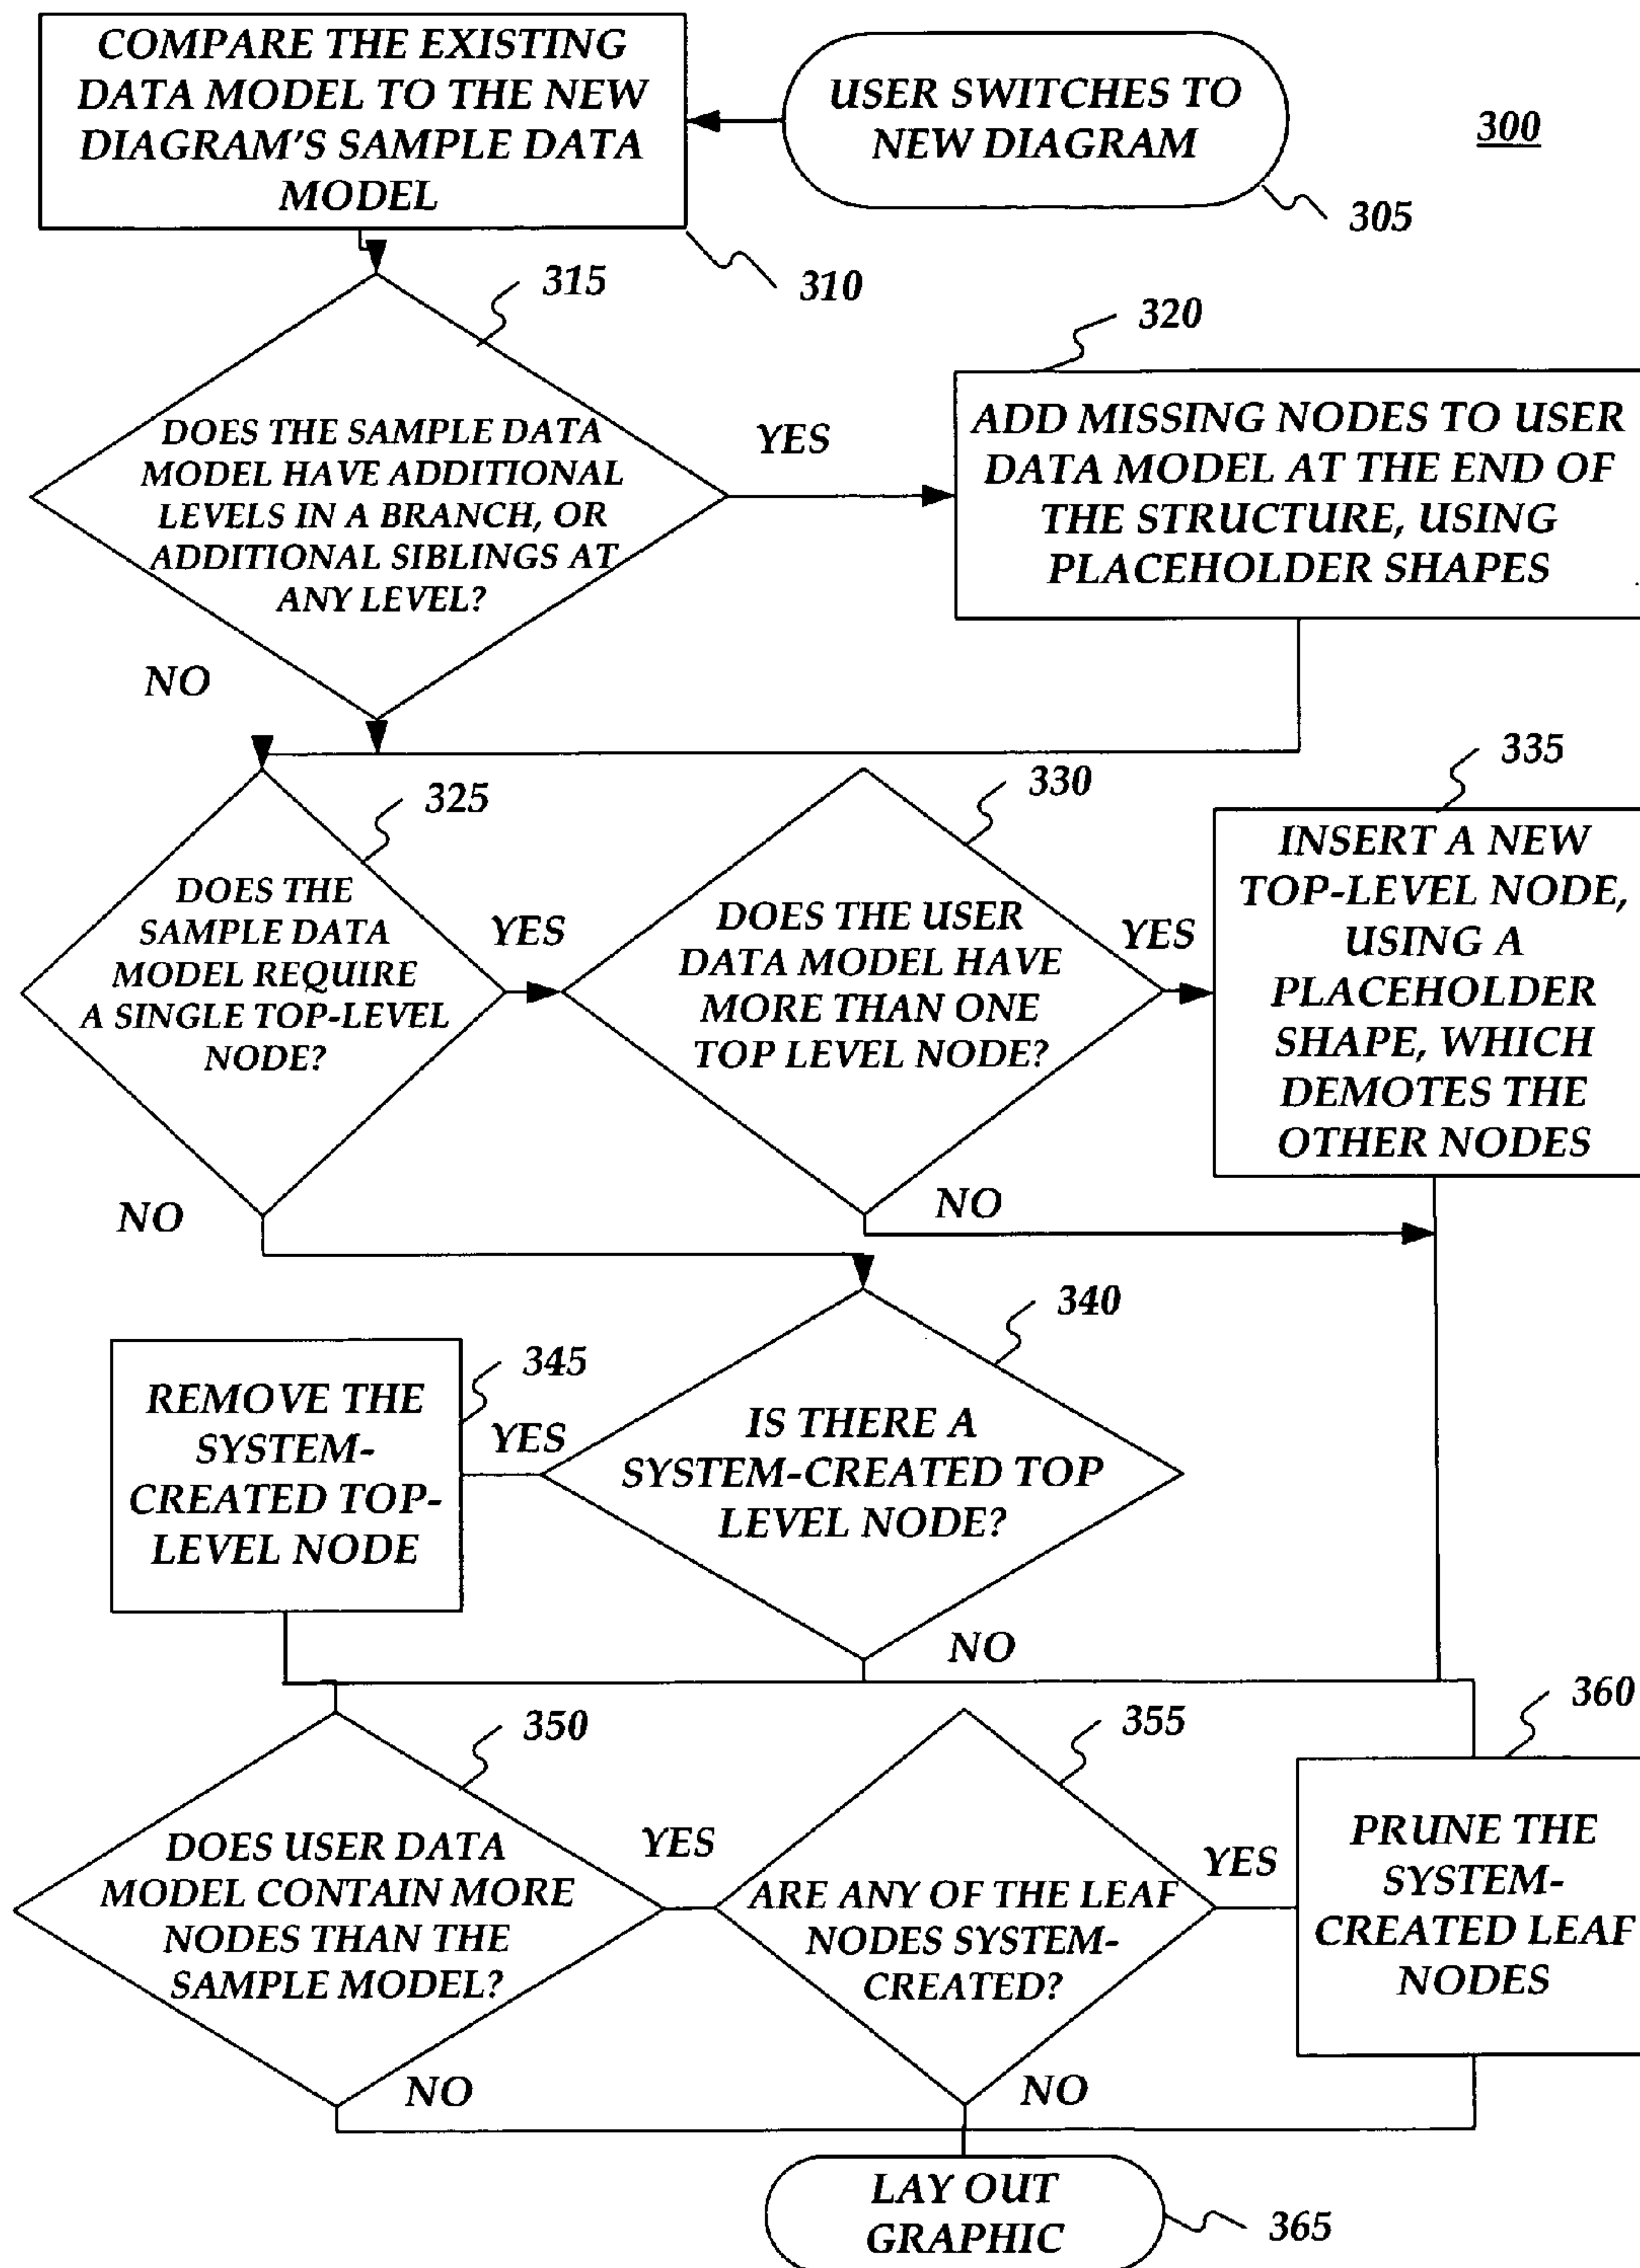 COMPARE THE EXISTING
DATA MODEL TO THE NEW
DIAGRAM'S SAMPLE DATA
MODEL
USER SWITCHES TO
NEW DIAGRAM
300
305
310
315
DOES THE SAMPLE DATA
MODEL HAVE ADDITIONAL
LEVELS IN A BRANCH, OR
ADDITIONAL SIBLINGS AT
ANY LEVEL?
YES
320
ADD MISSING NODES TO USER
DATA MODEL AT THE END OF
THE STRUCTURE, USING
PLACEHOLDER SHAPES
NO
325
DOES THE
SAMPLE DATA
MODEL REQUIRE
A SINGLE TOP-LEVEL
NODE?
YES
330
DOES THE USER
DATA MODEL HAVE
MORE THAN ONE
TOP LEVEL NODE?
YES
335
INSERT A NEW
TOP-LEVEL NODE,
USING A
PLACEHOLDER
SHAPE, WHICH
DEMOTES THE
OTHER NODES
NO
NO
340
IS THERE A
SYSTEM-CREATED TOP
LEVEL NODE?
YES
345
REMOVE THE
SYSTEM-
CREATED TOP-
LEVEL NODE
NO
350
DOES USER DATA
MODEL CONTAIN MORE
NODES THAN THE
SAMPLE MODEL?
YES
355
ARE ANY OF THE LEAF
NODES SYSTEM-
CREATED?
YES
360
PRUNE THE
SYSTEM-
CREATED LEAF
NODES
NO
NO
LAY OUT
GRAPHIC
365